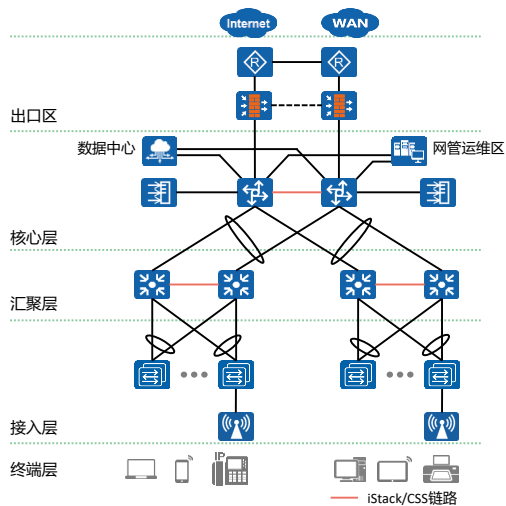 Internet
WAN
R
R
出口区
数据中心
网管运维区
核心层
汇聚层
接入层
终端层
IP
iStack/CSS链路